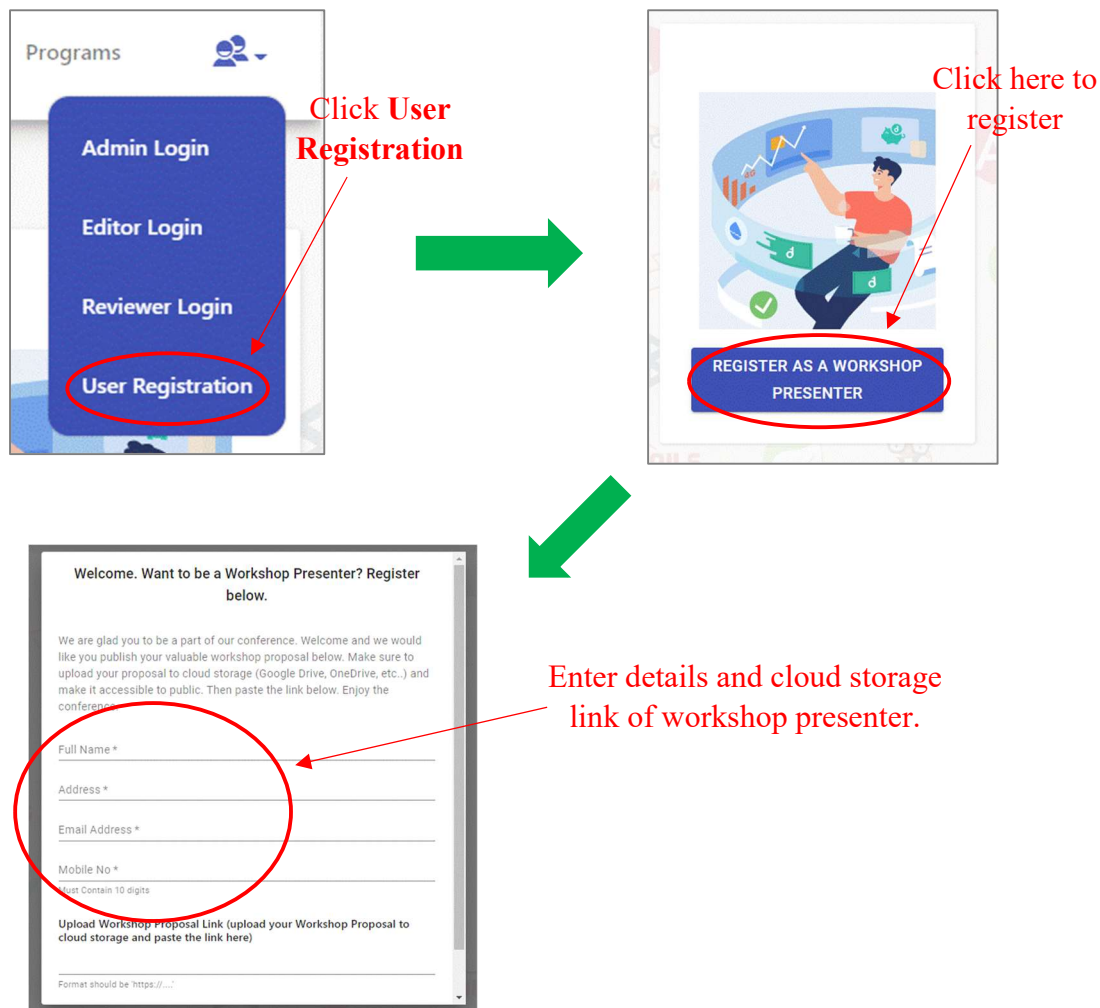 Programs
Admin Login
Editor Login
Reviewer Login
User Registration
Click User
Registration
Click here to
register
REGISTER AS A WORKSHOP
PRESENTER
Welcome. Want to be a Workshop Presenter? Register
below.
We are glad you to be a part of our conference. Welcome and we would
like you publish your valuable workshop proposal below. Make sure to
upload your proposal to cloud storage (Google Drive, OneDrive, etc..) and
make it accessible to public. Then paste the link below. Enjoy the
conference
Full Name *
Address *
Email Address *
Mobile No *
Must Contain 10 digits
Upload Workshop Proposal Link (upload your Workshop Proposal to
cloud storage and paste the link here)
Format should be 'https://....'
Enter details and cloud storage
link of workshop presenter.